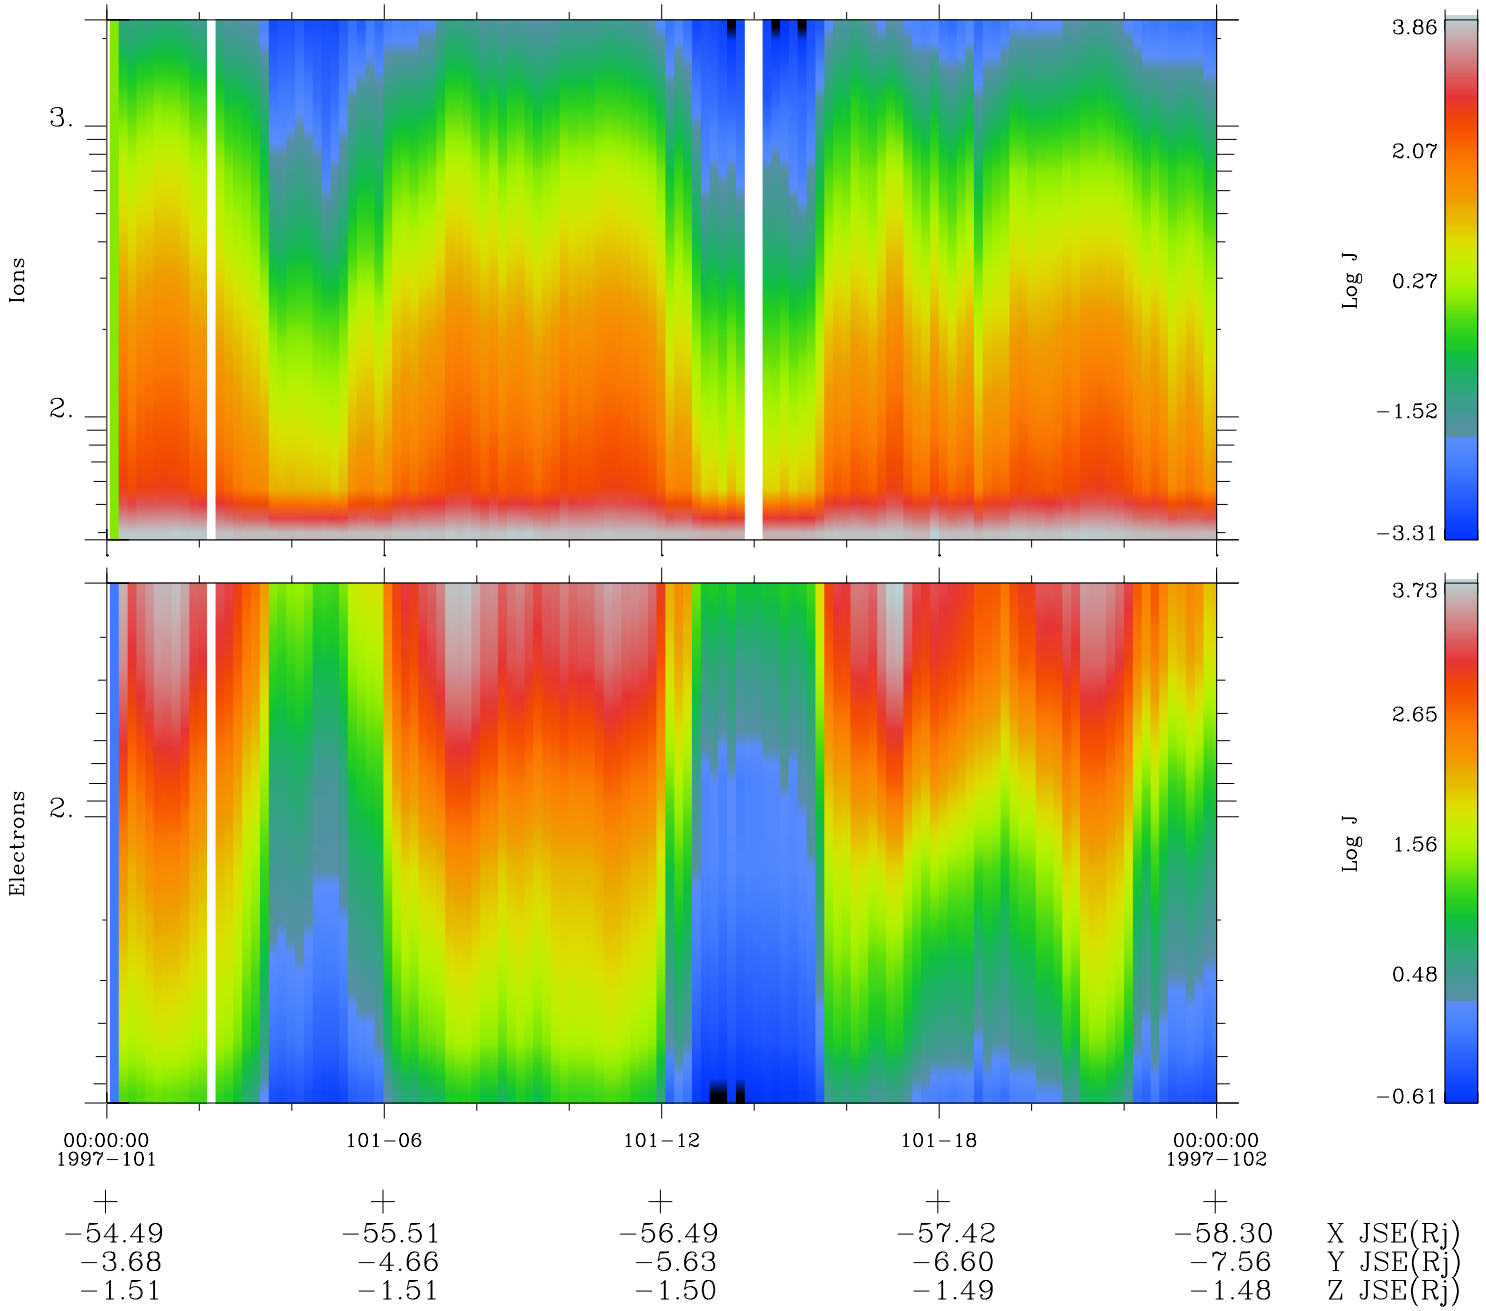 3.
2.
Ions
3.86
2.07
0.27
−1.52
−3.31
Log J
2.
Electrons
3.73
2.65
1.56
0.48
−0.61
Log J
00:00:00 101−06 101−12 101−18 00:00:00
1997−101 1997−102
−54.49 −55.51 −56.49 −57.42 −58.30 X JSE(Rj)
−3.68 −4.66 −5.63 −6.60 −7.56 Y JSE(Rj)
−1.51 −1.51 −1.50 −1.49 −1.48 Z JSE(Rj)